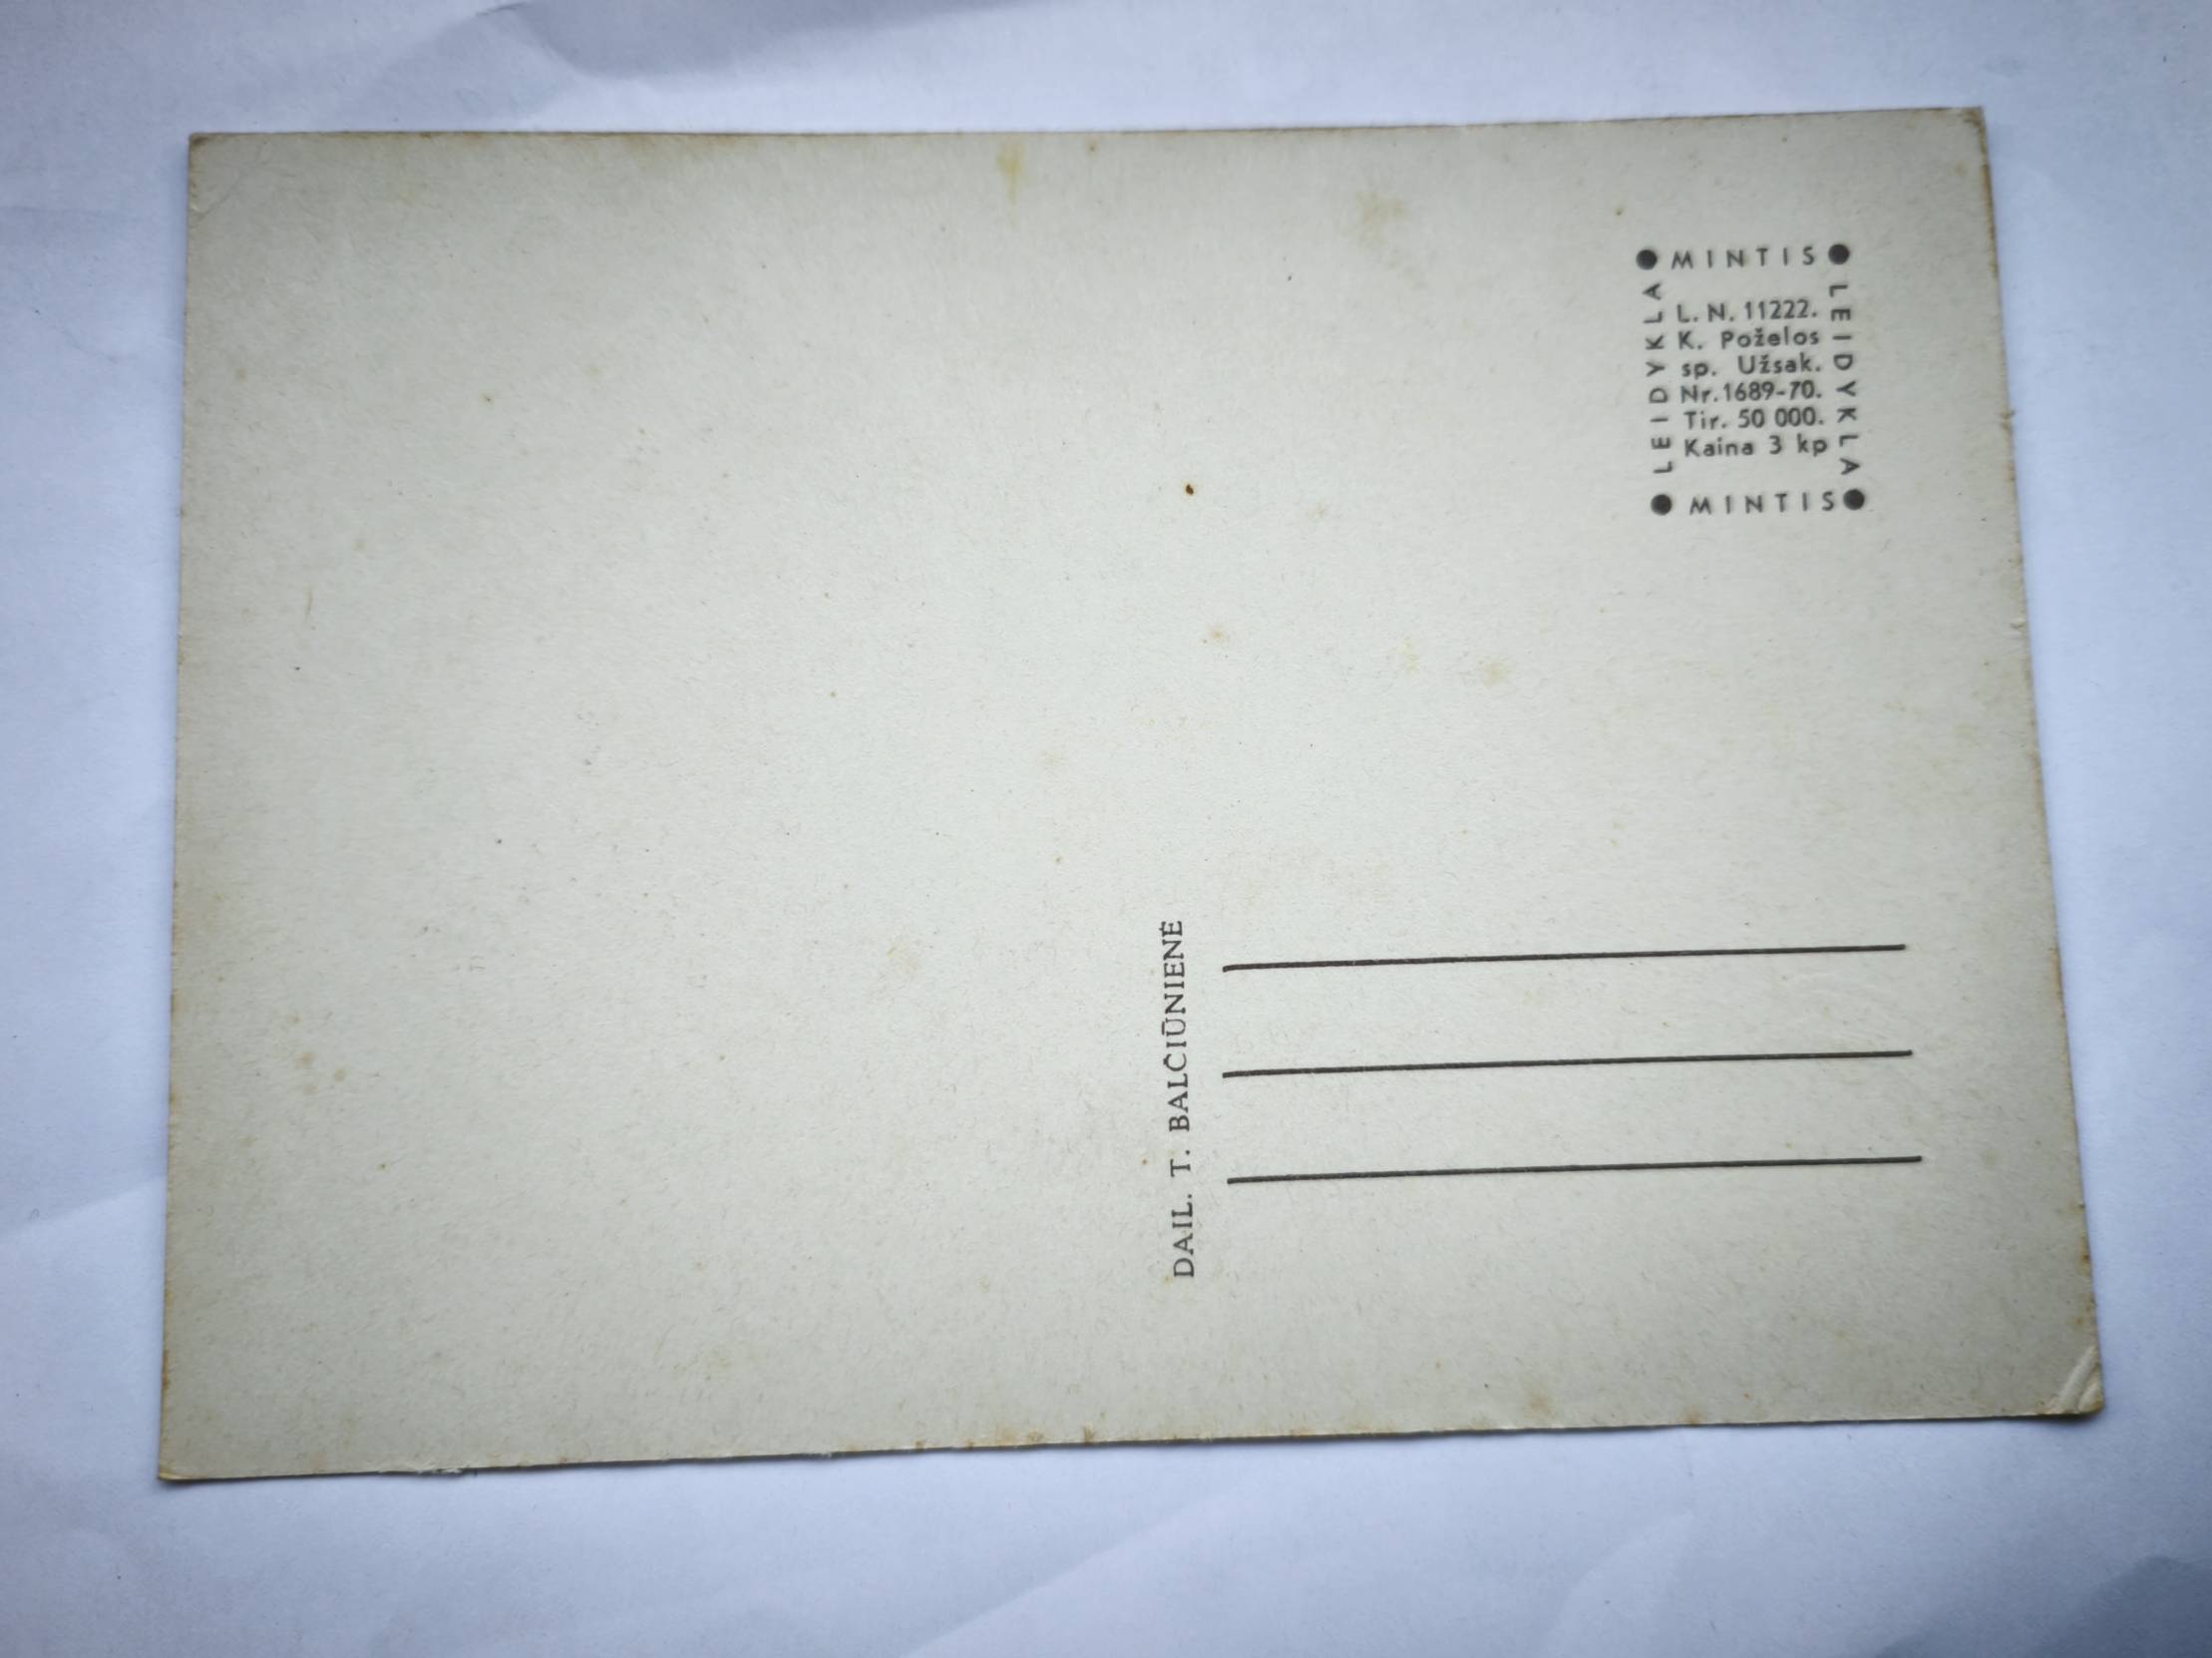 MINTIS
LEIDYKLA
L. N. 11222.
K. Poželos
sp. Užsak.
Nr. 1689-70.
Tir. 50 000.
Kaina 3 kp
LEIDYKLA
MINTIS
DAIL. T. BALČIŪNIENĖ